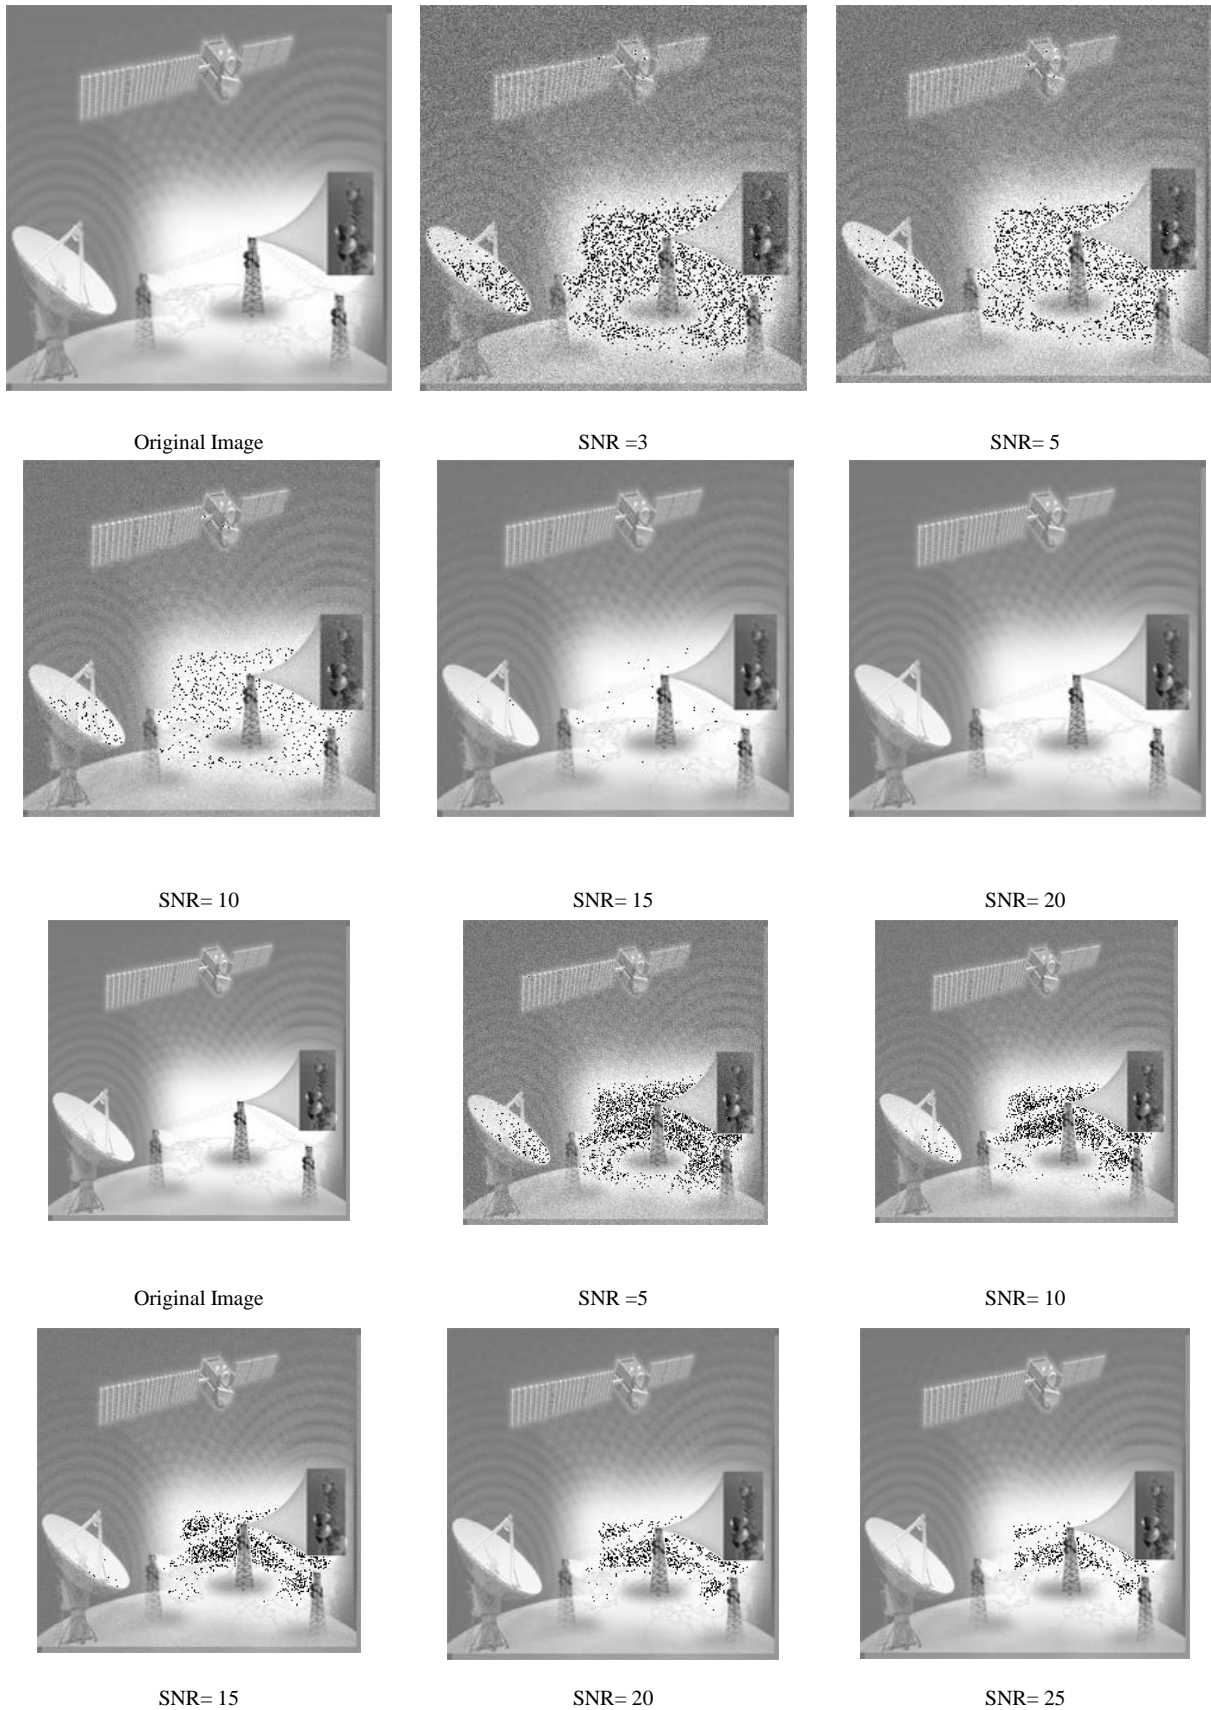 Original Image
SNR =3
SNR= 5
SNR= 10
SNR= 15
SNR= 20
Original Image
SNR =5
SNR= 10
SNR= 15
SNR= 20
SNR= 25